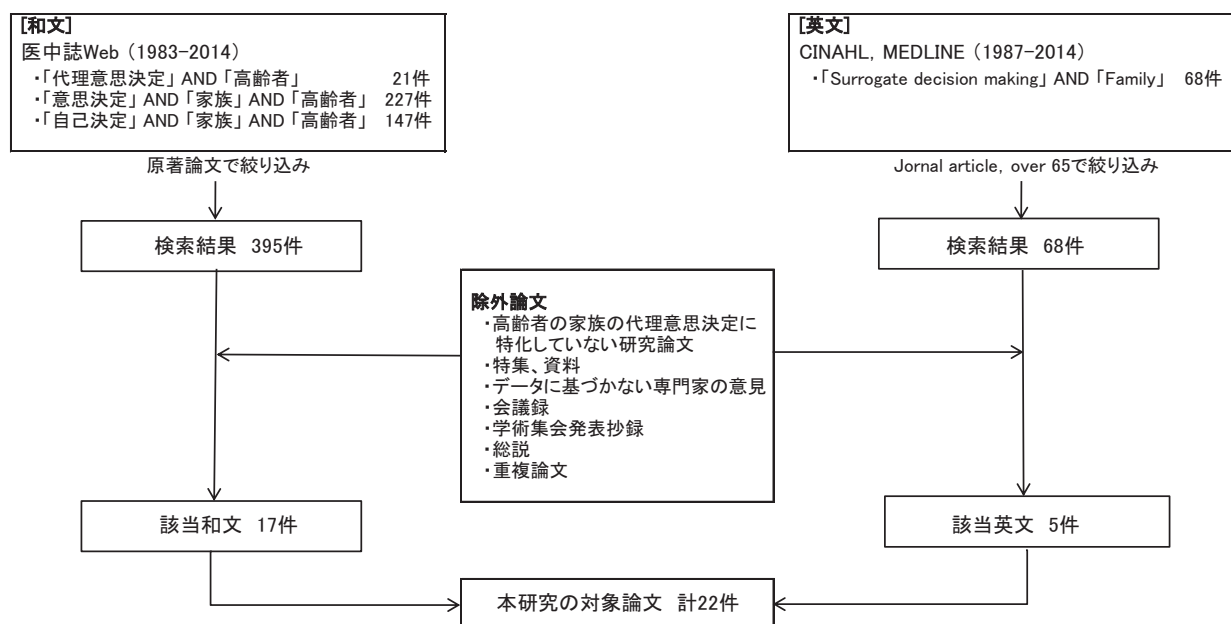 [和文]
医中誌Web（1983-2014）
・「代理意思決定」AND「高齢者」 21件
・「意思決定」AND「家族」AND「高齢者」 227件
・「自己決定」AND「家族」AND「高齢者」 147件
原著論文で絞り込み
検索結果 395件
[英文]
CINAHL, MEDLINE（1987-2014）
・「Surrogate decision making」AND「Family」 68件
Jornal article, over 65で絞り込み
検索結果 68件
除外論文
・高齢者の家族の代理意思決定に
特化していない研究論文
・特集、資料
・データに基づかない専門家の意見
・会議録
・学術集会発表抄録
・総説
・重複論文
該当和文 17件
該当英文 5件
本研究の対象論文 計22件